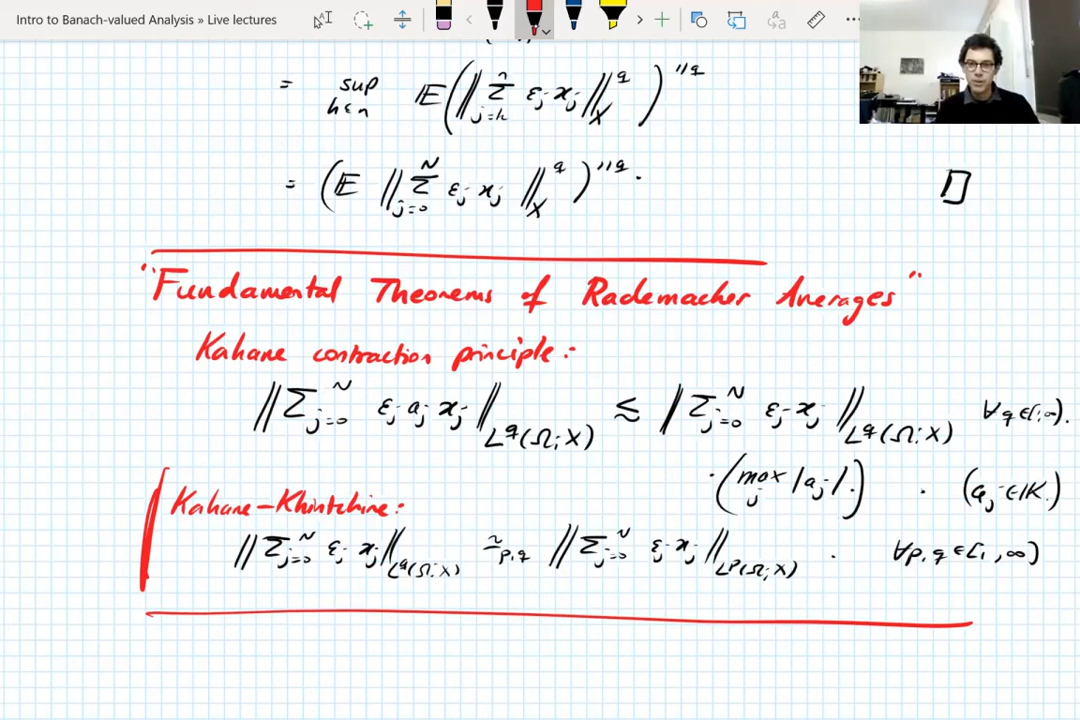 Intro to Banach-valued Analysis » Live lectures
= sup_{k≤n} 𝔼(‖∑_{j=k}^{n} ε_j x_j‖_X^q)^{1/q}
= (𝔼 ‖∑_{j=0}^{N} ε_j x_j‖_X^q)^{1/q}. □
"Fundamental Theorems of Rademacher Averages"
Kahane contraction principle:
‖∑_{j=0}^{N} ε_j a_j x_j‖_{L^q(Ω;X)} ≲ ‖∑_{j=0}^{N} ε_j x_j‖_{L^q(Ω;X)} ∀q∈[1,∞).
·(max_j |a_j|.) . (a_j ∈ 𝕂.)
Kahane-Khintchine:
‖∑_{j=0}^{N} ε_j x_j‖_{L^q(Ω;X)} ≃_{p,q} ‖∑_{j=0}^{N} ε_j x_j‖_{L^p(Ω;X)} . ∀p,q∈[1,∞)